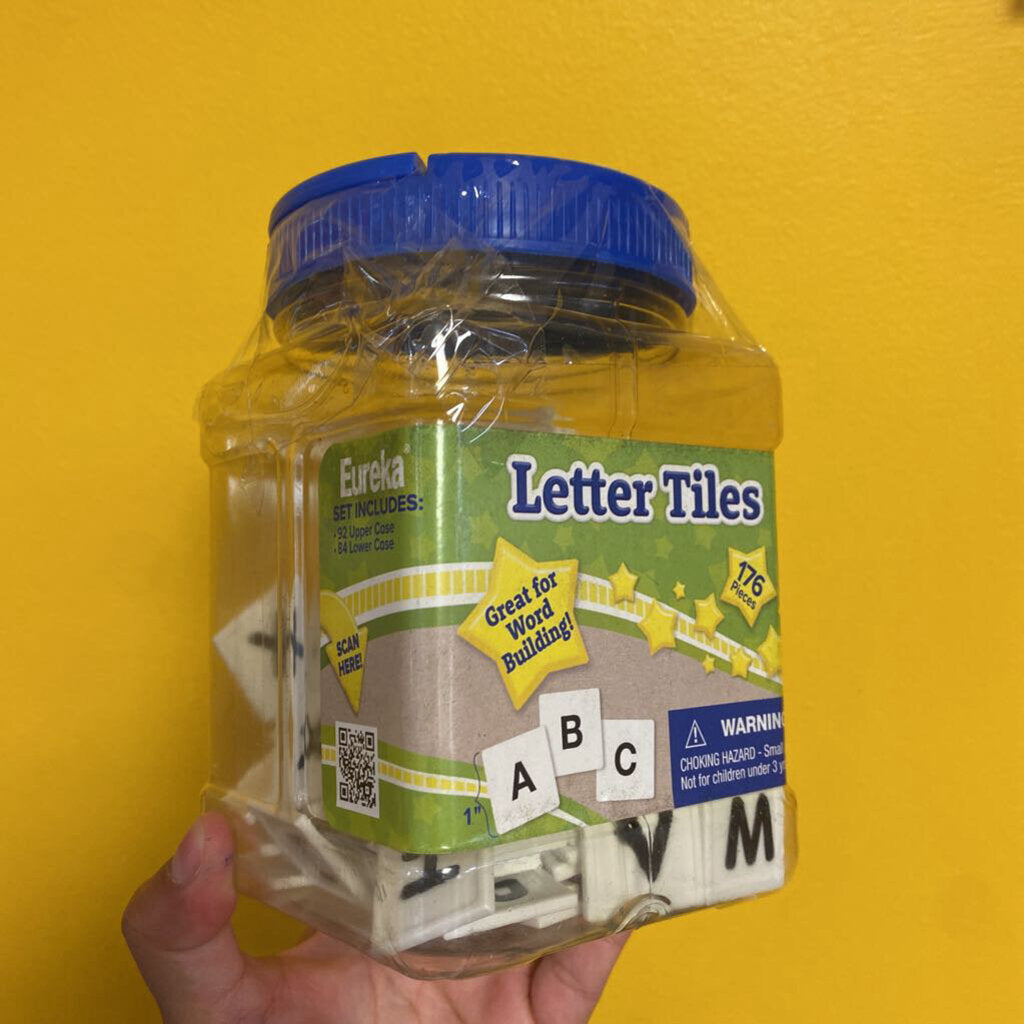 Eureka®
SET INCLUDES:
• 92 Upper Case
• 84 Lower Case
Letter Tiles
176
Pieces
Great for
Word
Building!
SCAN
HERE!
A
B
C
1"
WARNIN
CHOKING HAZARD - Small
Not for children under 3 y
M